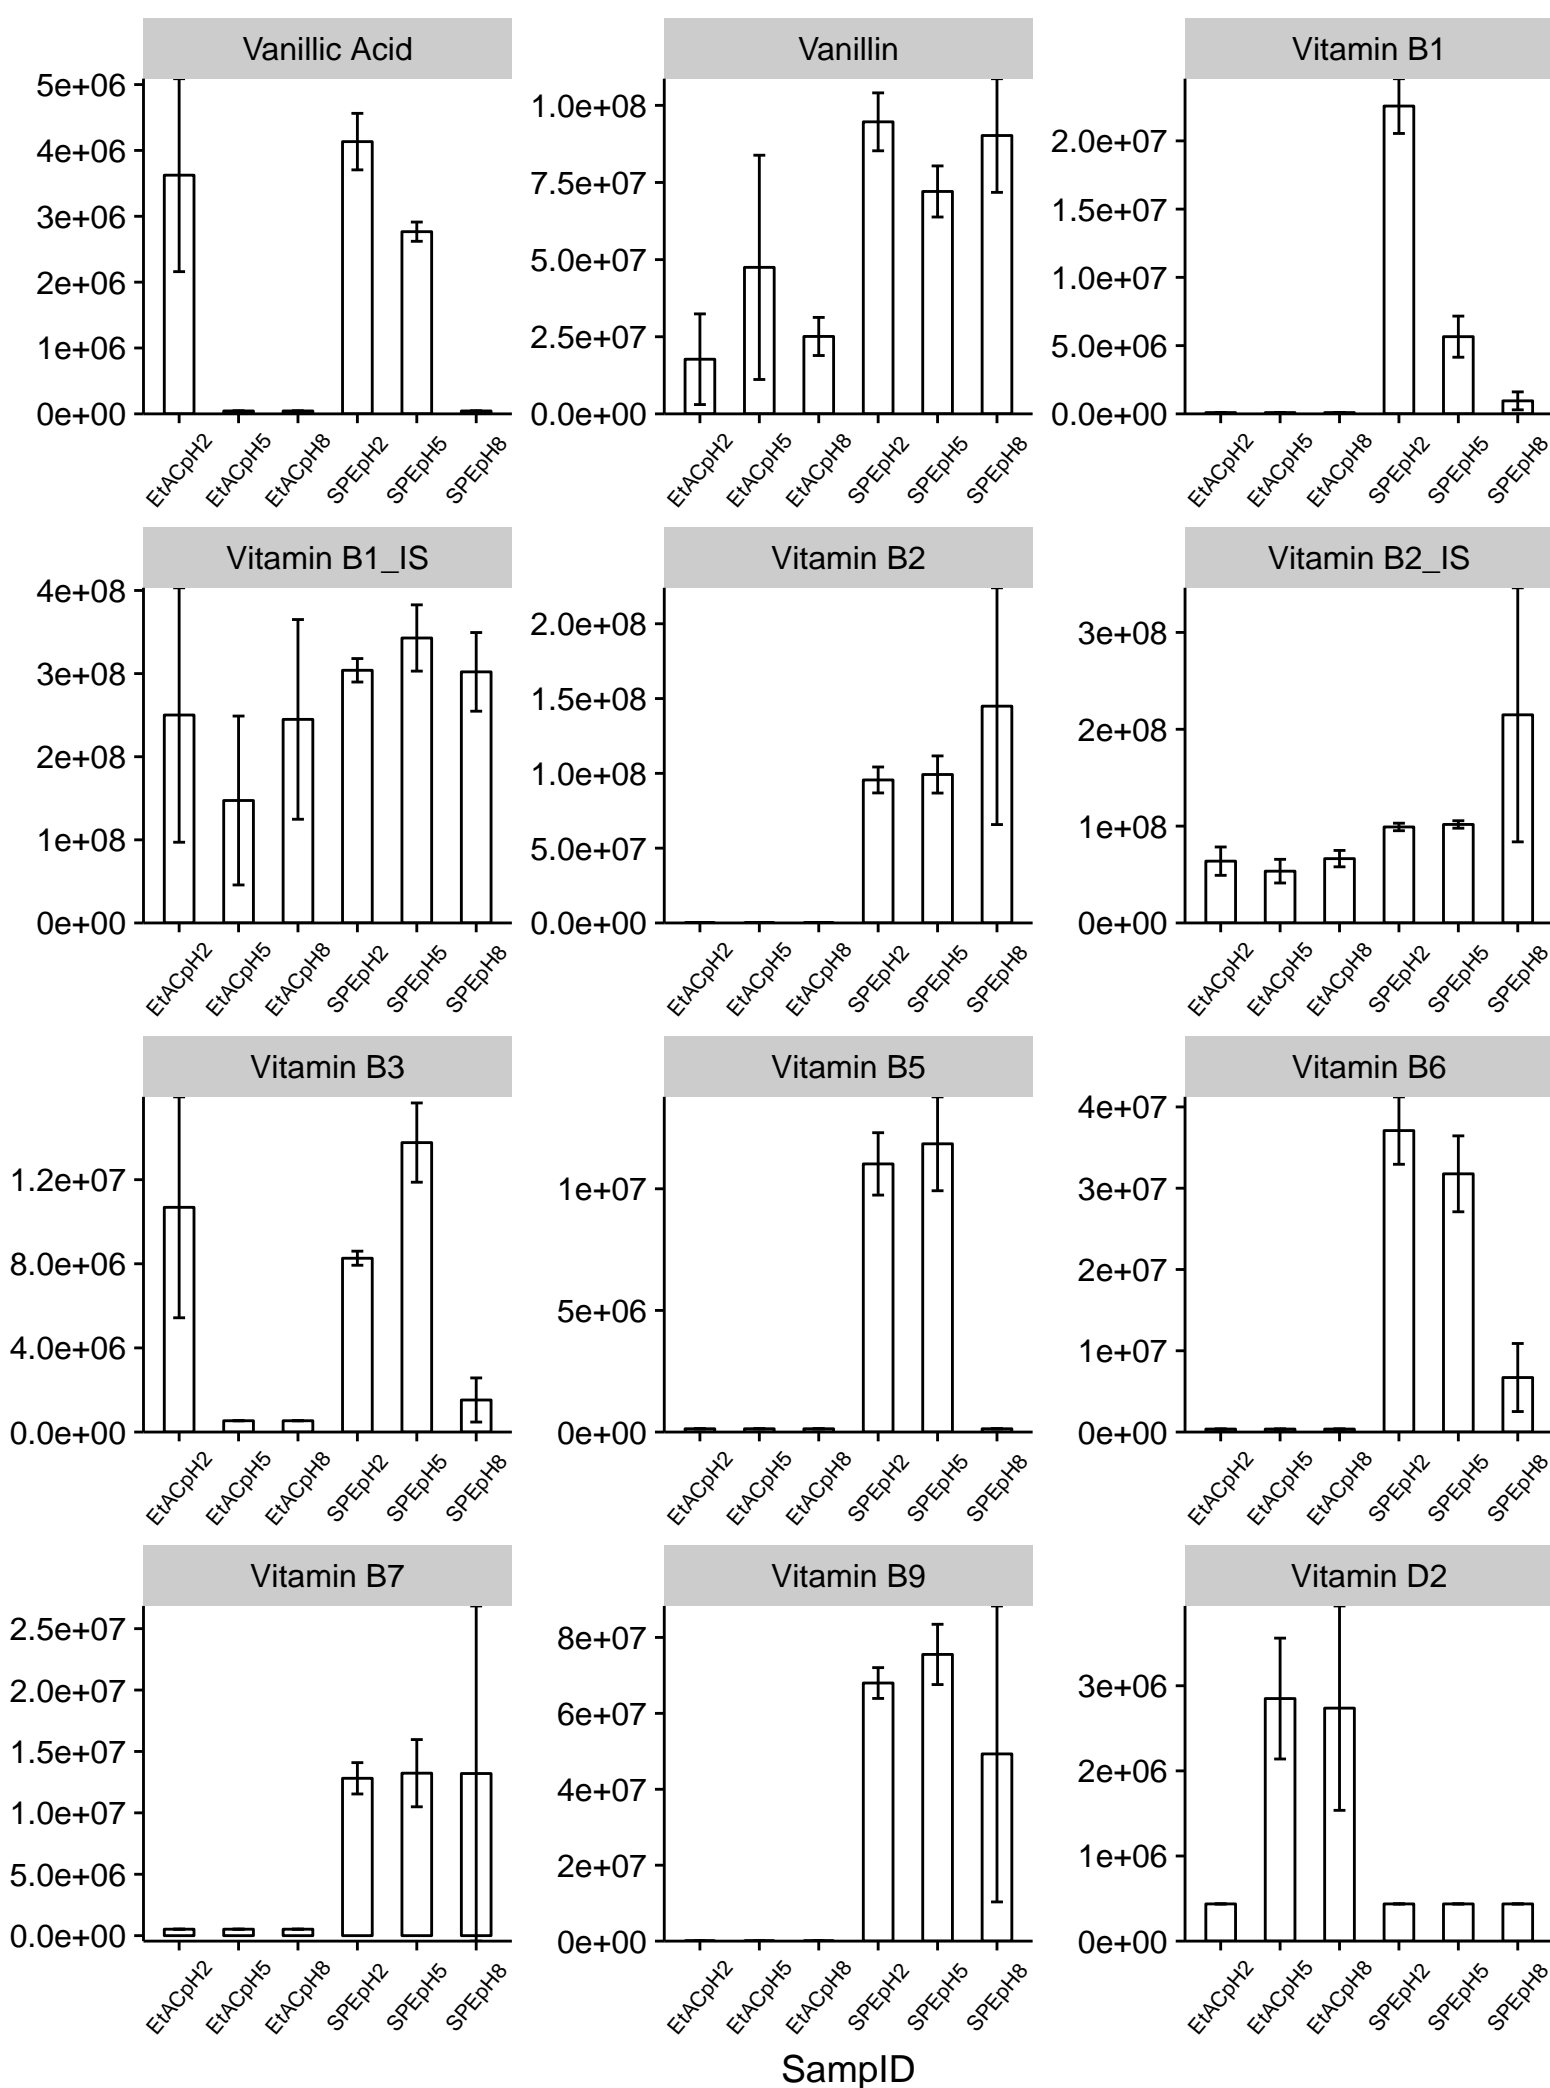 Vanillic Acid
Vanillin
Vitamin B1
5e+06
4e+06
3e+06
2e+06
1e+06
0e+00
1.0e+08
7.5e+07
5.0e+07
2.5e+07
0.0e+00
2.0e+07
1.5e+07
1.0e+07
5.0e+06
0.0e+00
EtACpH2 EtACpH5 EtACpH8 SPEpH2 SPEpH5 SPEpH8
EtACpH2 EtACpH5 EtACpH8 SPEpH2 SPEpH5 SPEpH8
EtACpH2 EtACpH5 EtACpH8 SPEpH2 SPEpH5 SPEpH8
Vitamin B1_IS
Vitamin B2
Vitamin B2_IS
4e+08
3e+08
2e+08
1e+08
0e+00
2.0e+08
1.5e+08
1.0e+08
5.0e+07
0.0e+00
3e+08
2e+08
1e+08
0e+00
EtACpH2 EtACpH5 EtACpH8 SPEpH2 SPEpH5 SPEpH8
EtACpH2 EtACpH5 EtACpH8 SPEpH2 SPEpH5 SPEpH8
EtACpH2 EtACpH5 EtACpH8 SPEpH2 SPEpH5 SPEpH8
Vitamin B3
Vitamin B5
Vitamin B6
1.2e+07
8.0e+06
4.0e+06
0.0e+00
1e+07
5e+06
0e+00
4e+07
3e+07
2e+07
1e+07
0e+00
EtACpH2 EtACpH5 EtACpH8 SPEpH2 SPEpH5 SPEpH8
EtACpH2 EtACpH5 EtACpH8 SPEpH2 SPEpH5 SPEpH8
EtACpH2 EtACpH5 EtACpH8 SPEpH2 SPEpH5 SPEpH8
Vitamin B7
Vitamin B9
Vitamin D2
2.5e+07
2.0e+07
1.5e+07
1.0e+07
5.0e+06
0.0e+00
8e+07
6e+07
4e+07
2e+07
0e+00
3e+06
2e+06
1e+06
0e+00
EtACpH2 EtACpH5 EtACpH8 SPEpH2 SPEpH5 SPEpH8
EtACpH2 EtACpH5 EtACpH8 SPEpH2 SPEpH5 SPEpH8
EtACpH2 EtACpH5 EtACpH8 SPEpH2 SPEpH5 SPEpH8
SampID